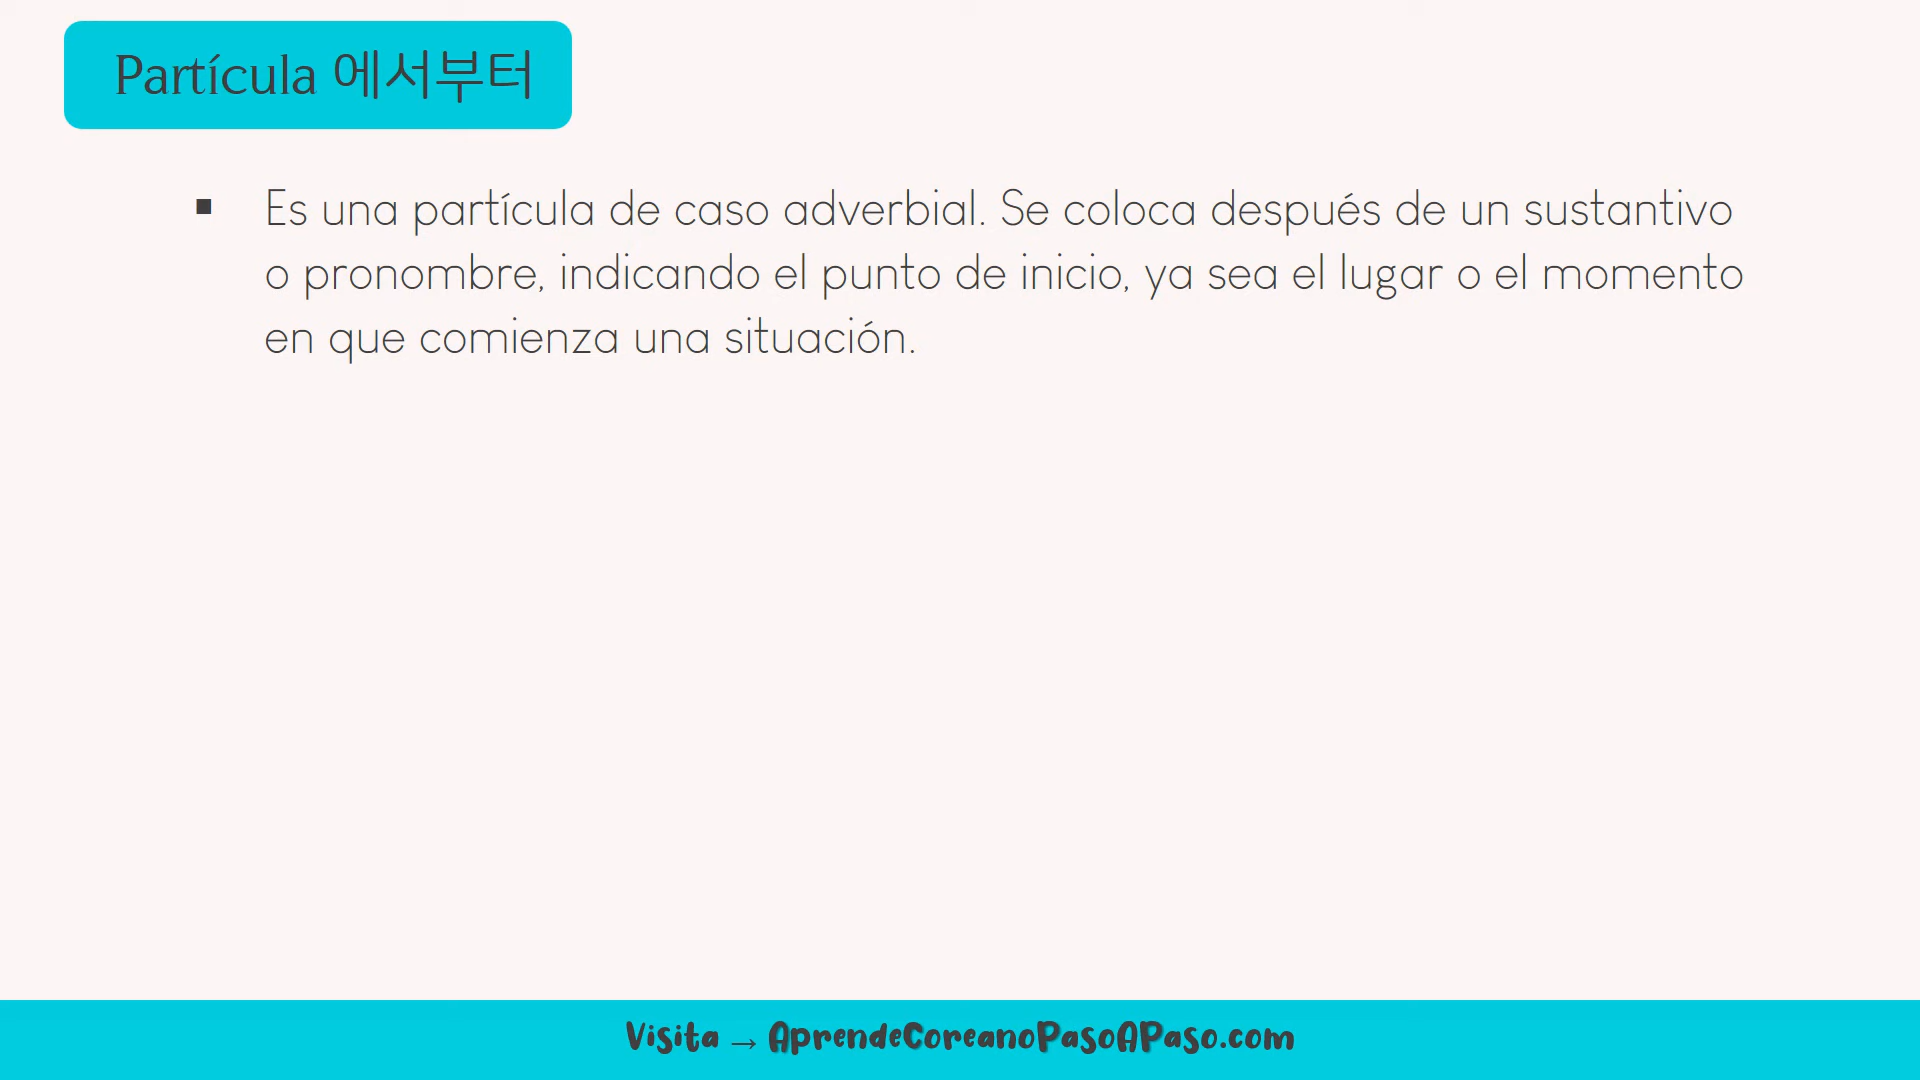 Partícula 에서부터
▪ Es una partícula de caso adverbial. Se coloca después de un sustantivo
o pronombre, indicando el punto de inicio, ya sea el lugar o el momento
en que comienza una situación.
Visita → AprendeCoreanoPasoAPaso.com